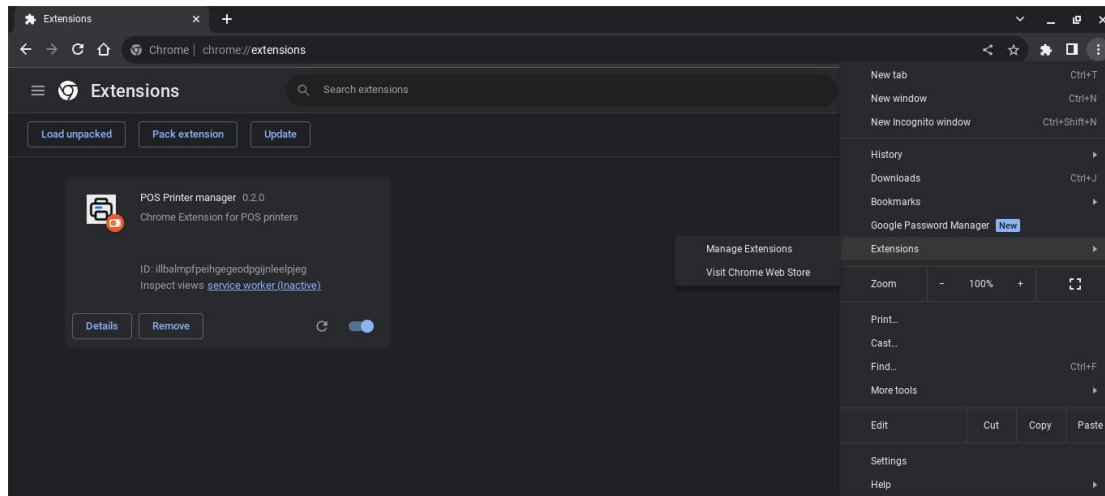 Extensions
Chrome | chrome://extensions
Extensions
Search extensions
Load unpacked Pack extension Update
POS Printer manager 0.2.0
Chrome Extension for POS printers
ID: illbalmpfpeihgegeodpgijnleelpjeg
Inspect views service worker (Inactive)
Details Remove
New tab Ctrl+T
New window Ctrl+N
New Incognito window Ctrl+Shift+N
History
Downloads Ctrl+J
Bookmarks
Google Password Manager New
Extensions
Manage Extensions
Visit Chrome Web Store
Zoom - 100% +
Print…
Cast…
Find… Ctrl+F
More tools
Edit Cut Copy Paste
Settings
Help